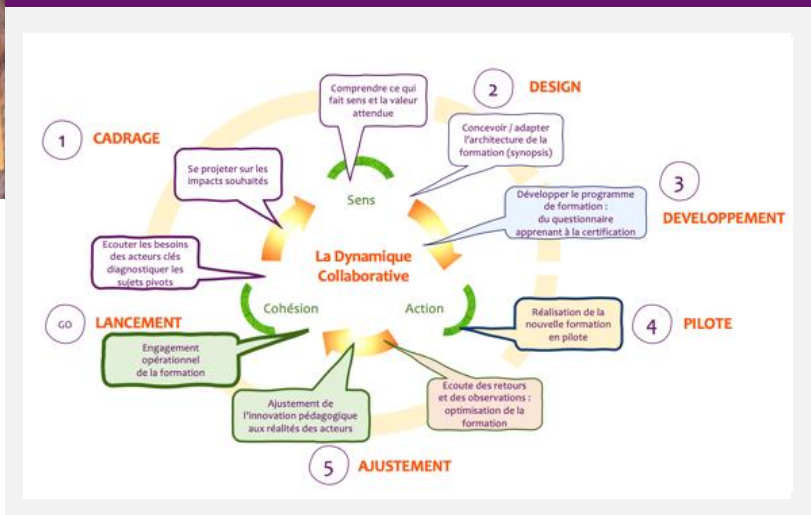 1
CADRAGE
Ecouter les besoins
des acteurs clés
diagnostiquer les
sujets pivots
Se projeter sur les
impacts souhaités
Comprendre ce qui
fait sens et la valeur
attendue
2
DESIGN
Concevoir / adapter
l'architecture de la
formation (synopsis)
3
DEVELOPPEMENT
Développer le programme
de formation :
du questionnaire
apprenant à la certification
Sens
La Dynamique
Collaborative
Cohésion
Action
4
PILOTE
Réalisation de la
nouvelle formation
en pilote
Ecoute des retours
et des observations :
optimisation de la
formation
5
AJUSTEMENT
Ajustement de
l'innovation pédagogique
aux réalités des acteurs
GO
LANCEMENT
Engagement
opérationnel
de la formation